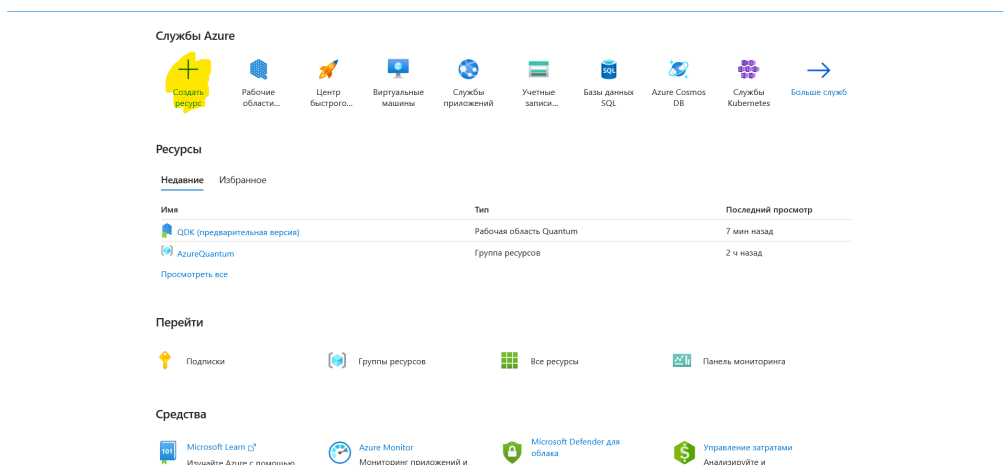 Службы Azure
Создать ресурс
Рабочие области...
Центр быстрого...
Виртуальные машины
Службы приложений
Учетные записи...
SQL
Базы данных SQL
Azure Cosmos DB
Службы Kubernetes
Больше служб
Ресурсы
Недавние Избранное
Имя Тип Последний просмотр
QDK (предварительная версия) Рабочая область Quantum 7 мин назад
AzureQuantum Группа ресурсов 2 ч назад
Просмотреть все
Перейти
Подписки Группы ресурсов Все ресурсы Панель мониторинга
Средства
101
Microsoft Learn
Изучайте Azure с помощью
Azure Monitor
Мониторинг приложений и
Microsoft Defender для
облака
$
Управление затратами
Анализируйте и